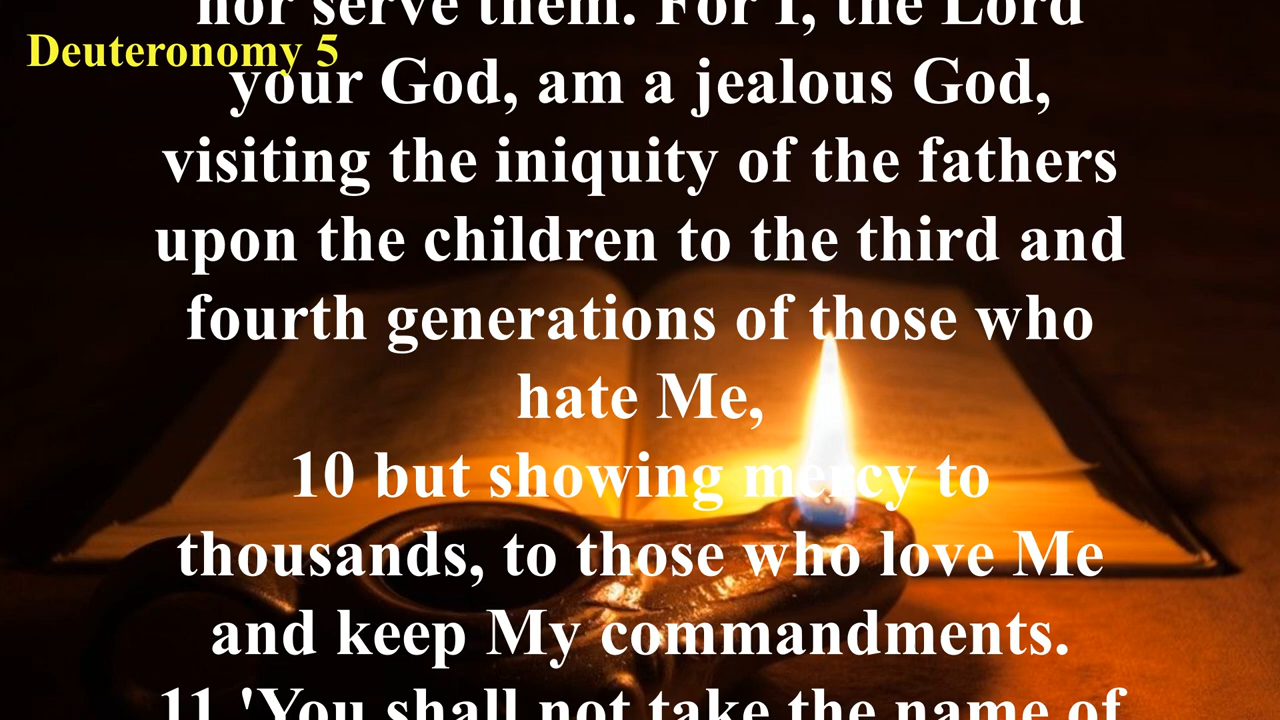 nor serve them. For I, the Lord
Deuteronomy 5
your God, am a jealous God,
visiting the iniquity of the fathers
upon the children to the third and
fourth generations of those who
hate Me,
10 but showing mercy to
thousands, to those who love Me
and keep My commandments.
11 'You shall not take the name of